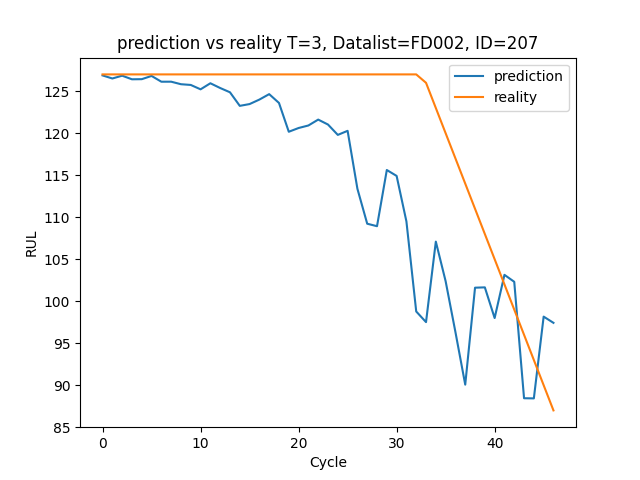 prediction vs reality T=3, Datalist=FD002, ID=207
prediction
reality
RUL
125
120
115
110
105
100
95
90
85
0 10 20 30 40
Cycle